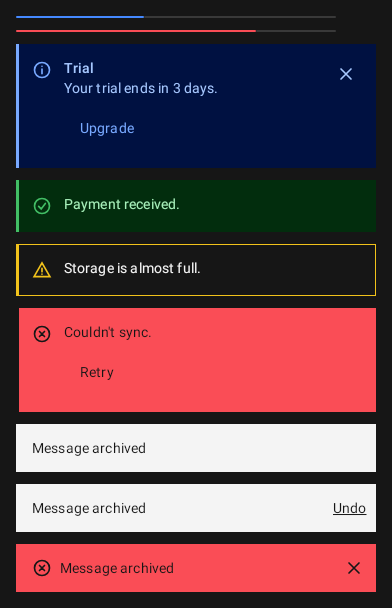 Trial
Your trial ends in 3 days.
Upgrade
Payment received.
Storage is almost full.
Couldn't sync.
Retry
Message archived
Message archived Undo
Message archived